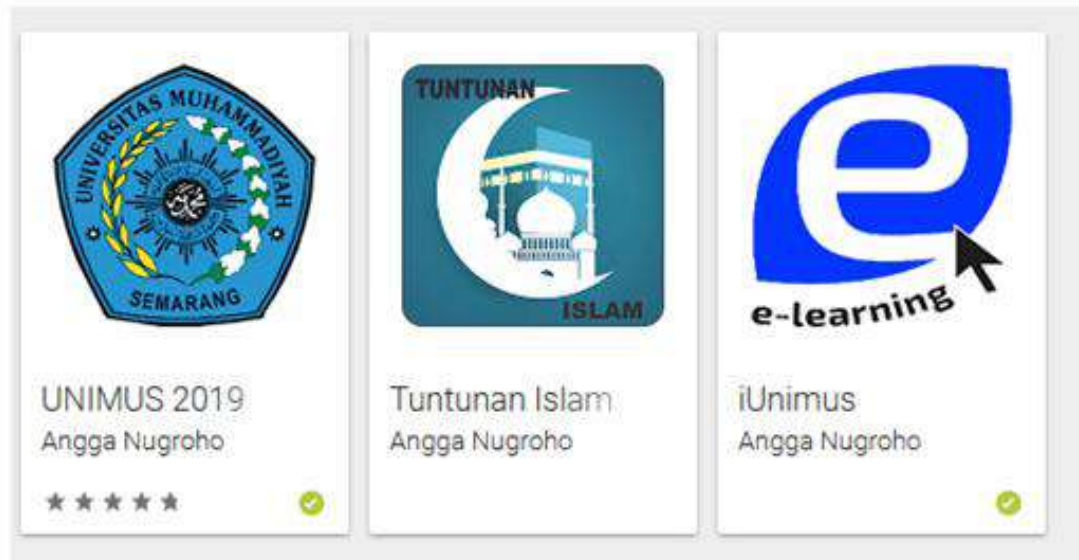 UNIVERSITAS MUHAMMADIYAH
SEMARANG
UNIMUS 2019
Angga Nugroho
TUNTUNAN
ISLAM
Tuntunan Islam
Angga Nugroho
e
e-learning
iUnimus
Angga Nugroho